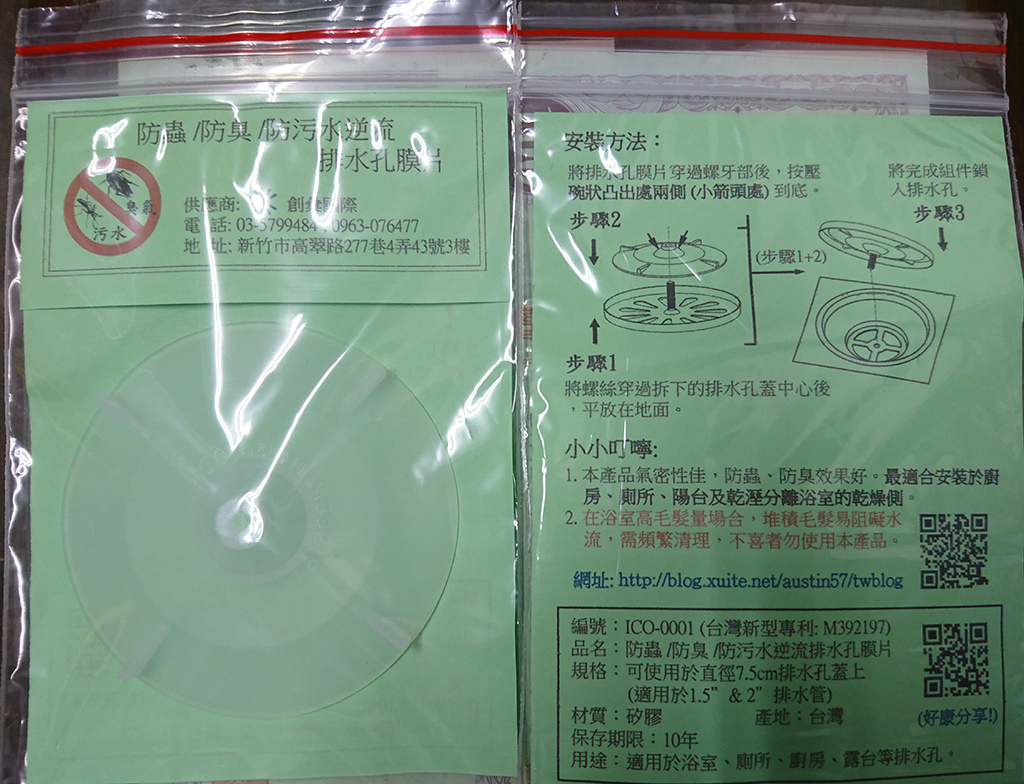 防蟲 /防臭 /防污水逆流
排水孔膜片
臭氣
污水
供應商:
創
國際
電 話: 03-5799484 0963-076477
地 址: 新竹市高翠路277巷4弄43號3樓
安裝方法：
將排水孔膜片穿過螺牙部後，按壓
碗狀凸出處兩側 (小箭頭處) 到底。
步驟2
將完成組件鎖
入排水孔。
步驟3
(步驟1+2)
步驟1
將螺絲穿過拆下的排水孔蓋中心後
，平放在地面。
小小叮嚀:
1. 本產品氣密性佳，防蟲、防臭效果好。最適合安裝於廚
房、廁所、陽台及乾溼分離浴室的乾燥側。
2. 在浴室高毛髮量場合，堆積毛髮易阻礙水
流，需頻繁清理，不喜者勿使用本產品。
網址: http://blog.xuite.net/austin57/twblog
編號：ICO-0001 (台灣新型專利: M392197)
品名：防蟲 /防臭 /防污水逆流排水孔膜片
規格：可使用於直徑7.5cm排水孔蓋上
(適用於1.5” & 2” 排水管)
材質：矽膠 產地：台灣
(好康分享!)
保存期限：10年
用途：適用於浴室、廁所、廚房、露台等排水孔。